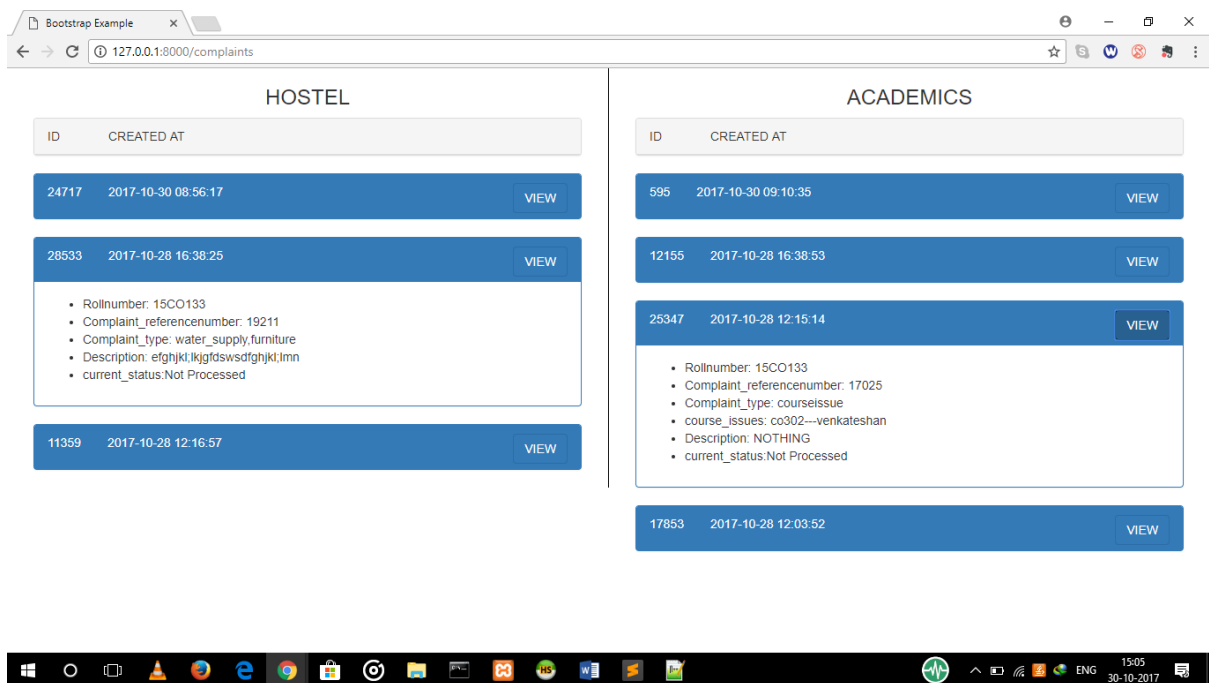 Bootstrap Example
127.0.0.1:8000/complaints
HOSTEL
ID CREATED AT
24717 2017-10-30 08:56:17 VIEW
28533 2017-10-28 16:38:25 VIEW
Rollnumber: 15CO133
Complaint_referencenumber: 19211
Complaint_type: water_supply,furniture
Description: efghjkl;lkjgfdswsdfghjkl;lmn
current_status:Not Processed
11359 2017-10-28 12:16:57 VIEW
ACADEMICS
ID CREATED AT
595 2017-10-30 09:10:35 VIEW
12155 2017-10-28 16:38:53 VIEW
25347 2017-10-28 12:15:14 VIEW
Rollnumber: 15CO133
Complaint_referencenumber: 17025
Complaint_type: courseissue
course_issues: co302---venkateshan
Description: NOTHING
current_status:Not Processed
17853 2017-10-28 12:03:52 VIEW
HS
ENG
15:05
30-10-2017